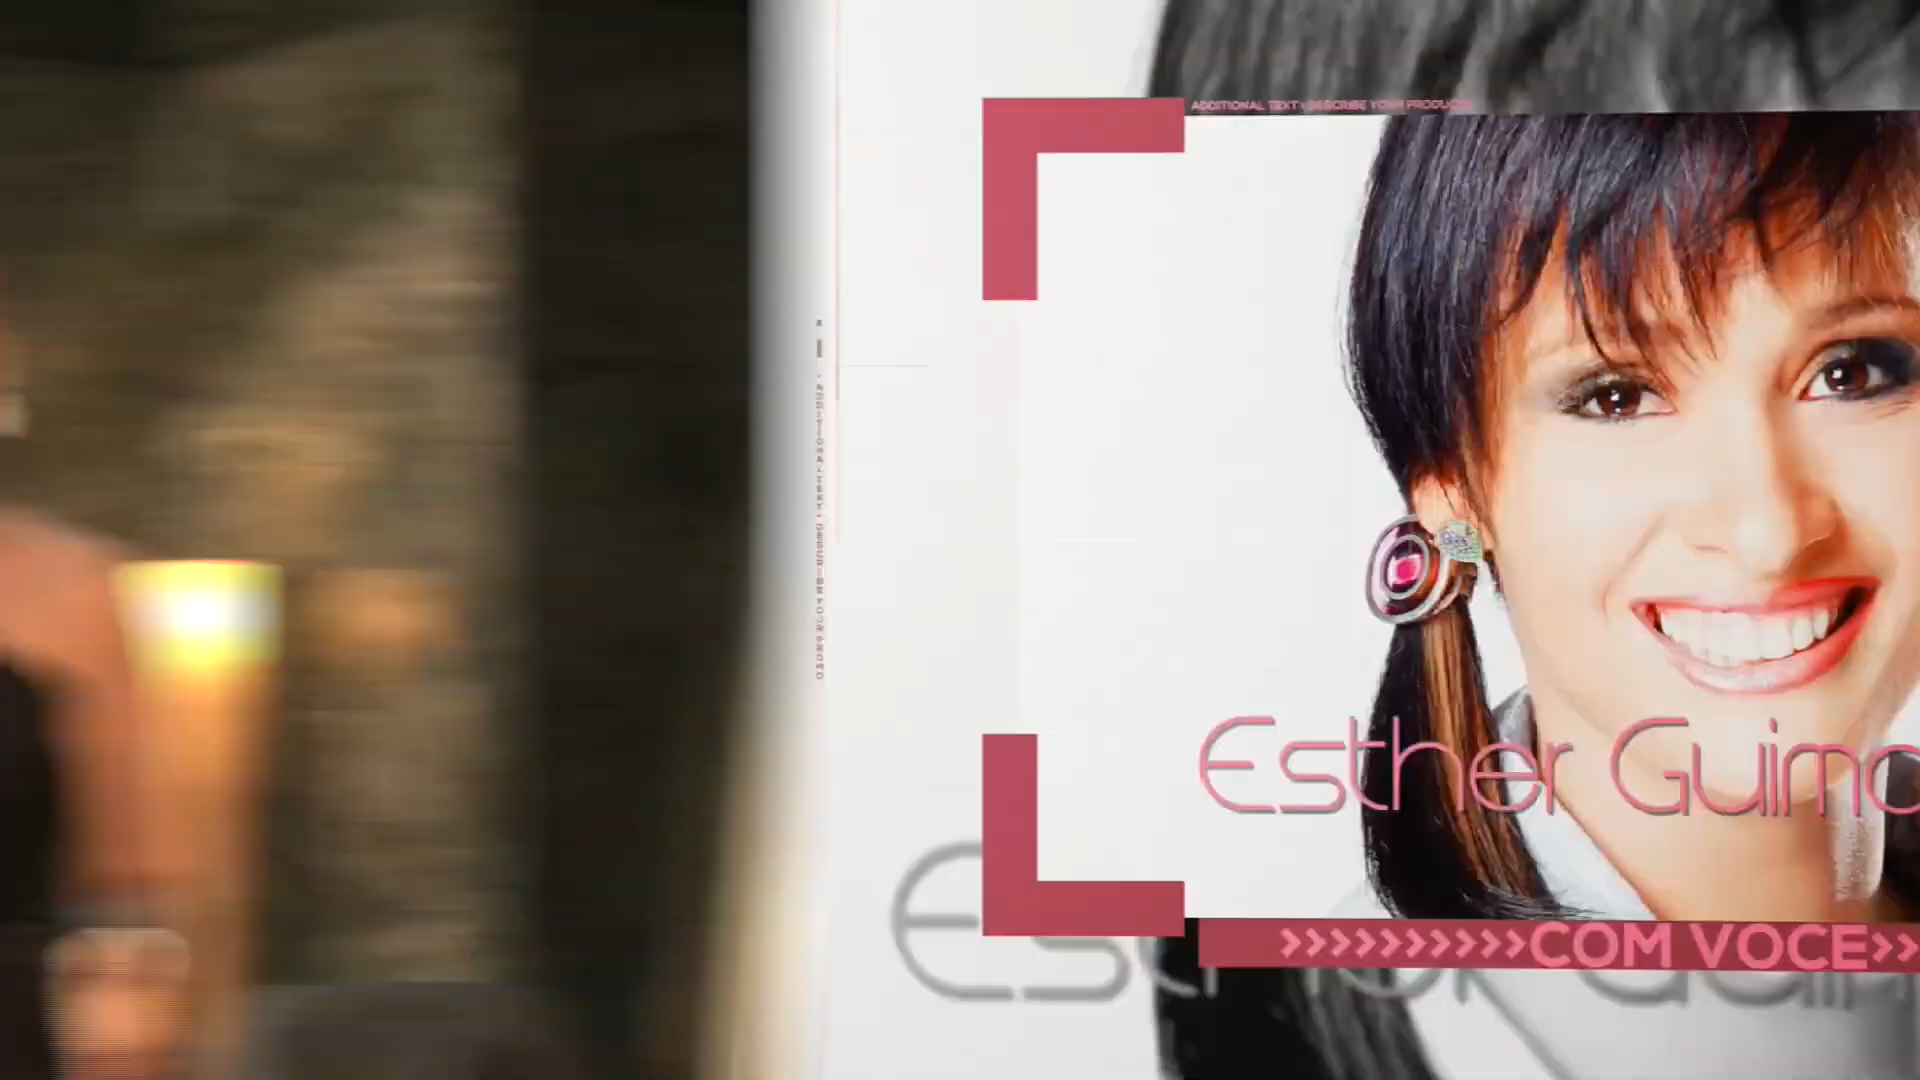 ADDITIONAL TEXT • DESCRIBE YOUR PRODUCTS
Esther Guima
>>>>>>>>>>>>COM VOCE>>